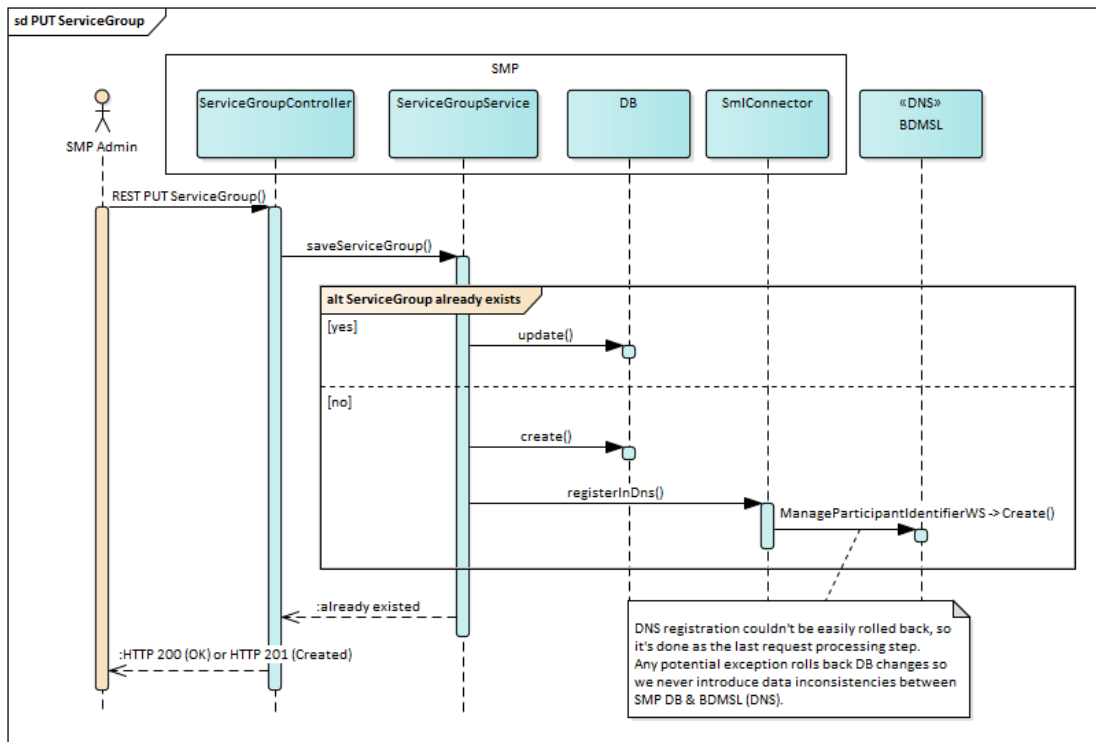 sd PUT ServiceGroup
SMP
ServiceGroupController
ServiceGroupService
DB
SmlConnector
«DNS»
BDMSL
SMP Admin
REST PUT ServiceGroup()
saveServiceGroup()
alt ServiceGroup already exists
[yes]
update()
[no]
create()
registerInDns()
ManageParticipantIdentifierWS -> Create()
:already existed
:HTTP 200 (OK) or HTTP 201 (Created)
DNS registration couldn't be easily rolled back, so
it's done as the last request processing step.
Any potential exception rolls back DB changes so
we never introduce data inconsistencies between
SMP DB & BDMSL (DNS).